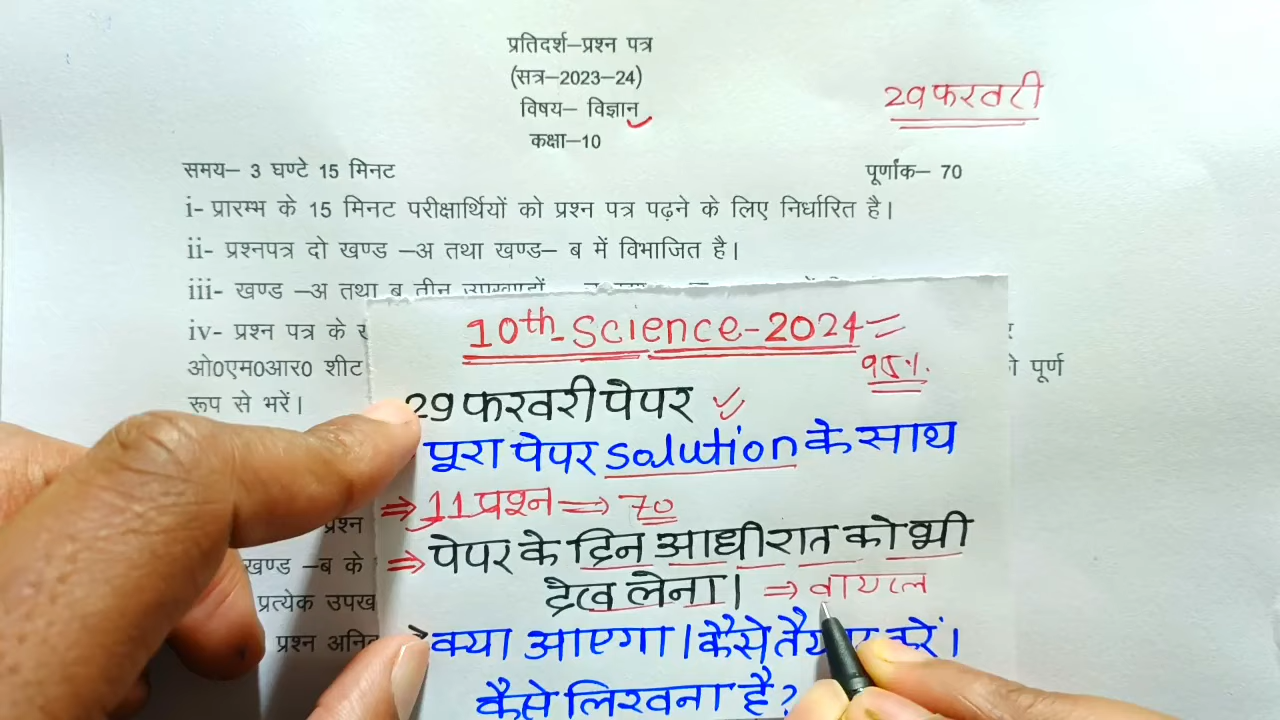 प्रतिदर्श–प्रश्न पत्र
(सत्र–2023–24)
विषय– विज्ञान
कक्षा–10
29 फरवरी
समय– 3 घण्टे 15 मिनट
पूर्णांक– 70
i- प्रारम्भ के 15 मिनट परीक्षार्थियों को प्रश्न पत्र पढ़ने के लिए निर्धारित है।
ii- प्रश्नपत्र दो खण्ड –अ तथा खण्ड– ब में विभाजित है।
iii- खण्ड –अ तथा ब तीन उपखण्डों
iv- प्रश्न पत्र के
ओ0एम0आर0 शीट
पूर्ण
रूप से भरें।
प्रश्न
खण्ड –ब के
प्रत्येक उपख
प्रश्न अनि
10th-Science-2024
95%
29 फरवरी पेपर
पूरा पेपर solution के साथ
⇒ 11 प्रश्न ⇒ 70
⇒ पेपर के दिन आधी रात को भी
देख लेना। ⇒ वायरल
क्या आएगा। कैसे करें।
कैसे लिखना है?